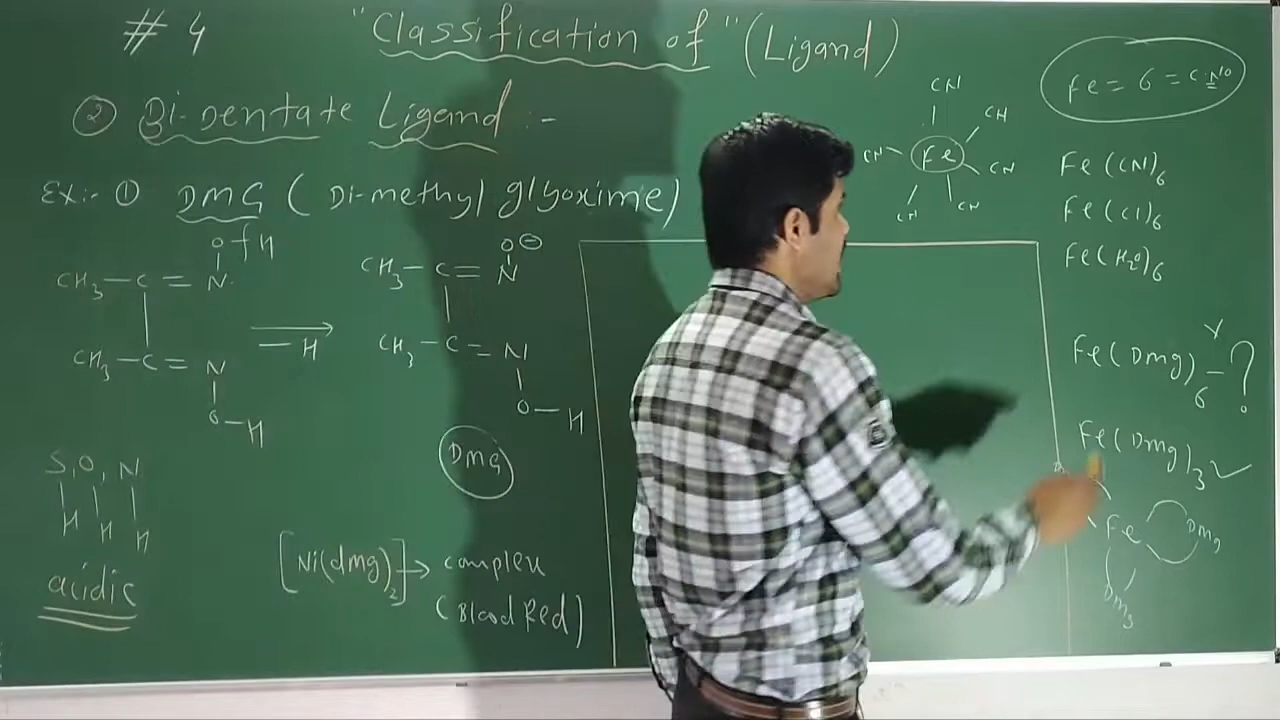 # 4 "Classification of" (Ligand)
② Bi-Dentate Ligand :-
Ex:- ① DMG ( Di-methyl glyoxime)
O H
CH3 - C = N
CH3 - C = N
O - H
→
- H
O ⊖
CH3 - C = N
CH3 - C = N
O - H
DMG
S, O, N
H H H
acidic
[Ni(dmg)2] → complex
(Blood Red)
CN
CN CN
Fe
CN
CN CN
Fe = 6 = C.No
Fe (CN)6
Fe (Cl)6
Fe (H2O)6
Fe (Dmg)6 - ?
Fe (Dmg)3 ✓
Fe Dmg
Dmg